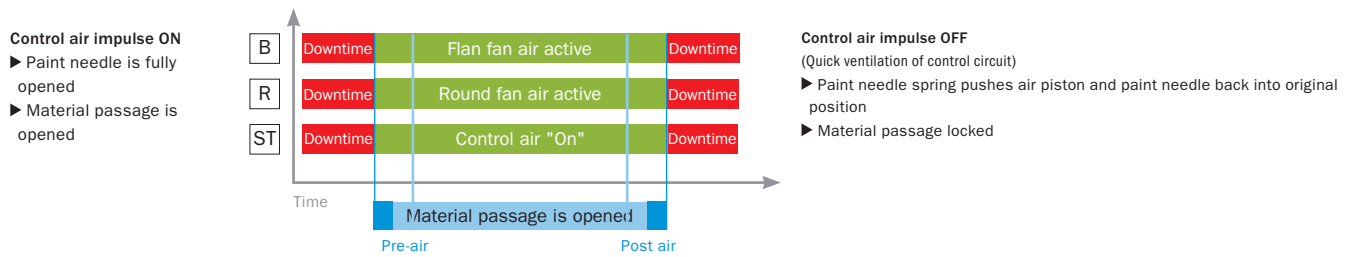 Control air impulse ON
▶ Paint needle is fully
opened
▶ Material passage is
opened
B
Downtime
Flan fan air active
Downtime
R
Downtime
Round fan air active
Downtime
ST
Downtime
Control air "On"
Downtime
Time
Material passage is opened
Pre-air
Post air
Control air impulse OFF
(Quick ventilation of control circuit)
▶ Paint needle spring pushes air piston and paint needle back into original
position
▶ Material passage locked